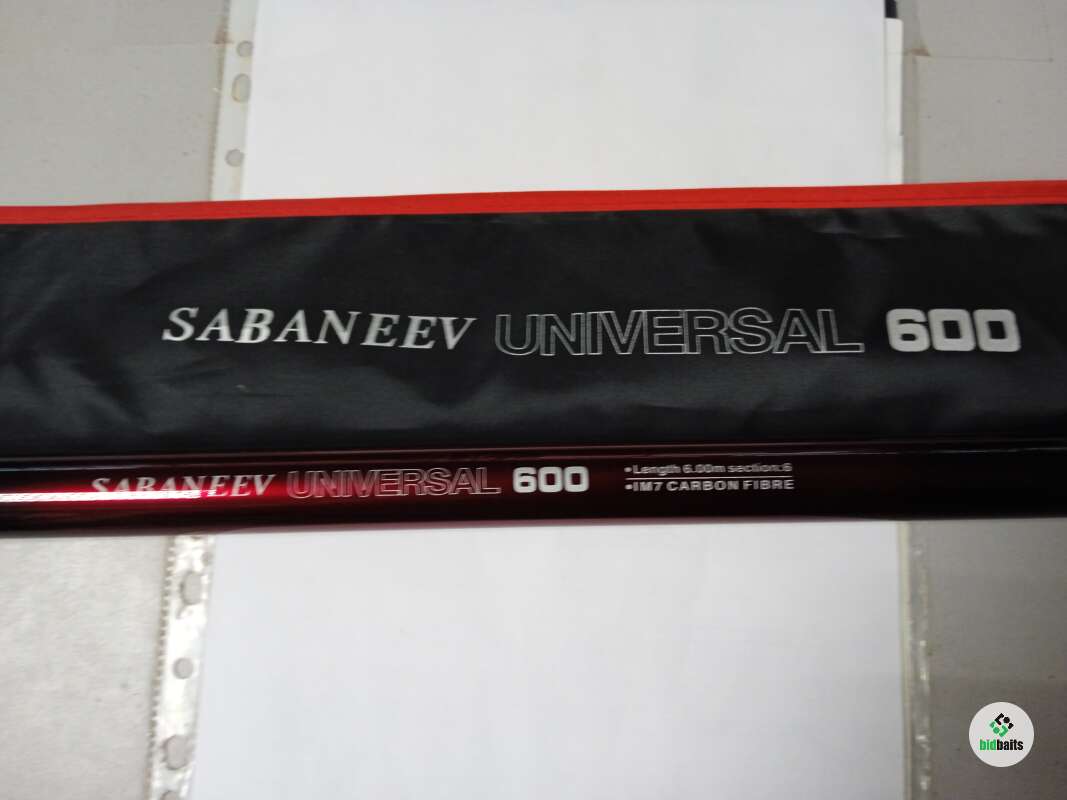 SABANEEV UNIVERSAL 600
SABANEEV UNIVERSAL 600
•Length 6.00m section:6
•IM7 CARBON FIBRE
bidbaits